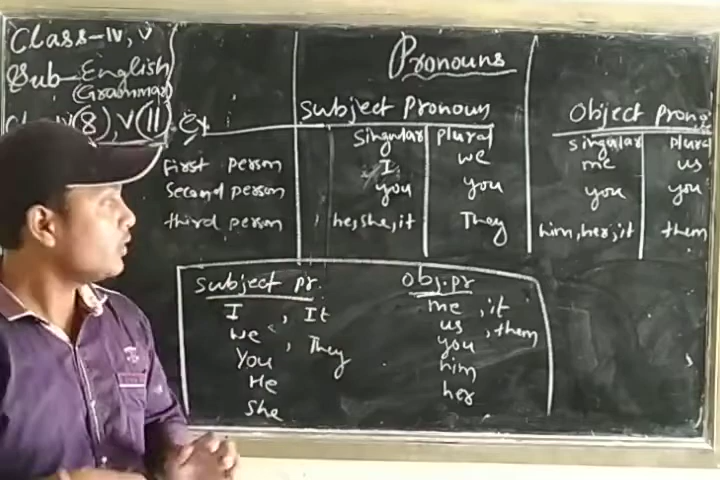 Class-IV, V
Sub-English
(Grammar)
IV(8), V(11)
Pronouns
Subject Pronoun
Object Prono
Singular Plural
Singular Plural
First person I we me us
Second person you you you you
third person he, she, it They him, her, it them
Subject pr. Obj.pr
I , It me , it
we , They us , them
You you
He him
She her